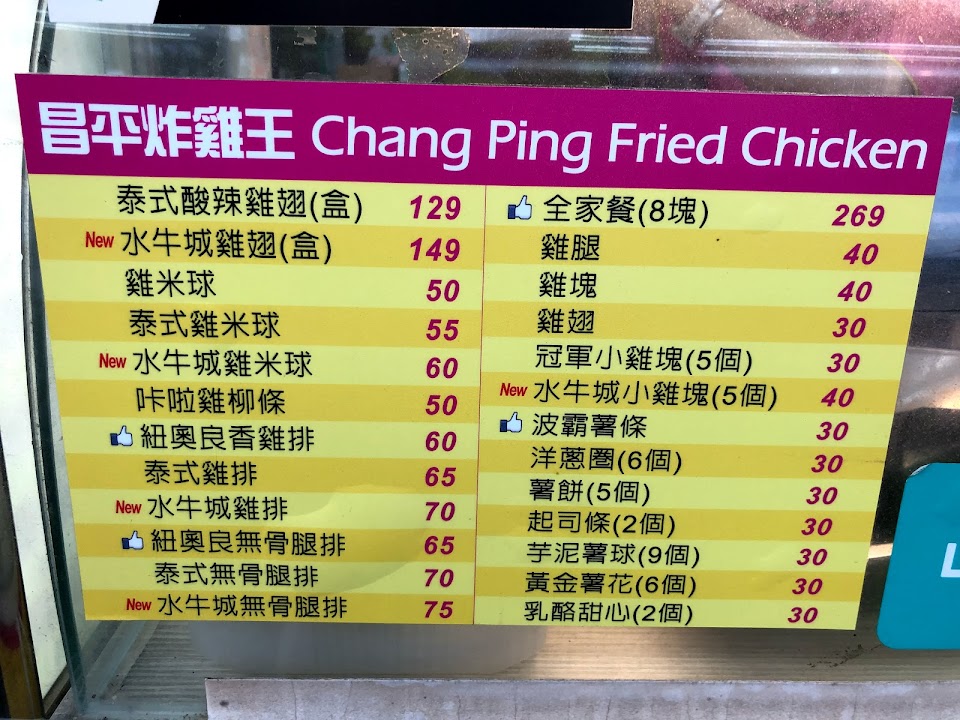 昌平炸雞王 Chang Ping Fried Chicken
泰式酸辣雞翅(盒) 129
New 水牛城雞翅(盒) 149
雞米球 50
泰式雞米球 55
New 水牛城雞米球 60
咔啦雞柳條 50
紐奧良香雞排 60
泰式雞排 65
New 水牛城雞排 70
紐奧良無骨腿排 65
泰式無骨腿排 70
New 水牛城無骨腿排 75
全家餐(8塊) 269
雞腿 40
雞塊 40
雞翅 30
冠軍小雞塊(5個) 30
New 水牛城小雞塊(5個) 40
波霸薯條 30
洋蔥圈(6個) 30
薯餅(5個) 30
起司條(2個) 30
芋泥薯球(9個) 30
黃金薯花(6個) 30
乳酪甜心(2個) 30